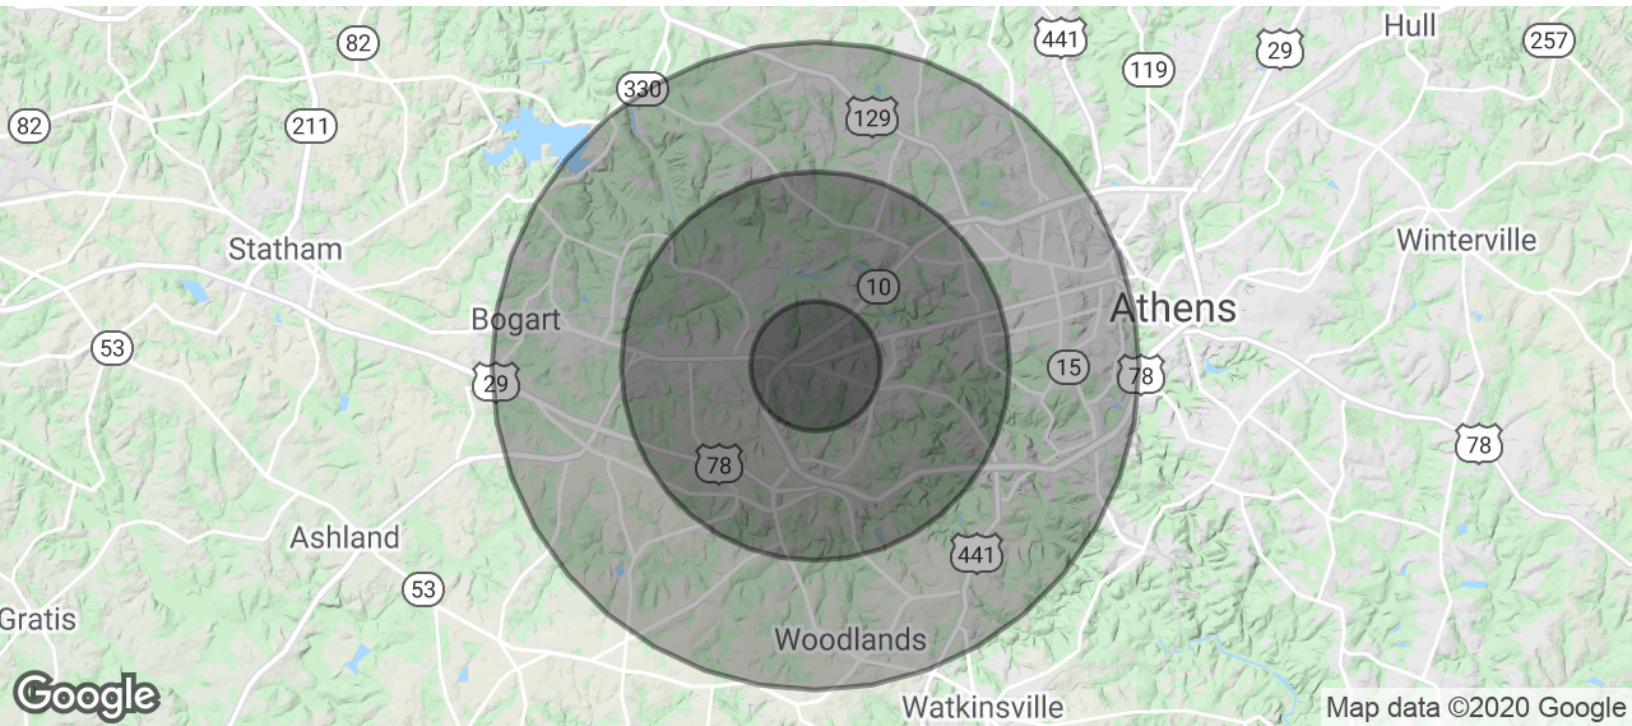 Hull
82
441
29
257
119
330
82
211
129
Statham
Winterville
10
Athens
Bogart
53
15
78
29
78
78
Ashland
441
53
Gratis
Woodlands
Google
Watkinsville
Map data ©2020 Google